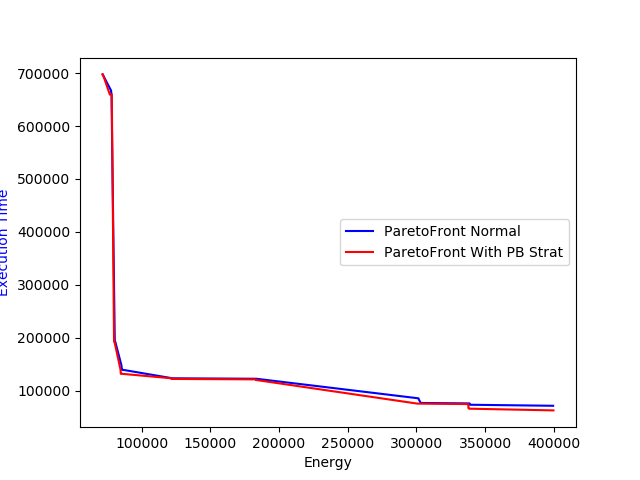 700000
600000
500000
400000
300000
200000
100000
Execution Time
ParetoFront Normal
ParetoFront With PB Strat
100000 150000 200000 250000 300000 350000 400000
Energy